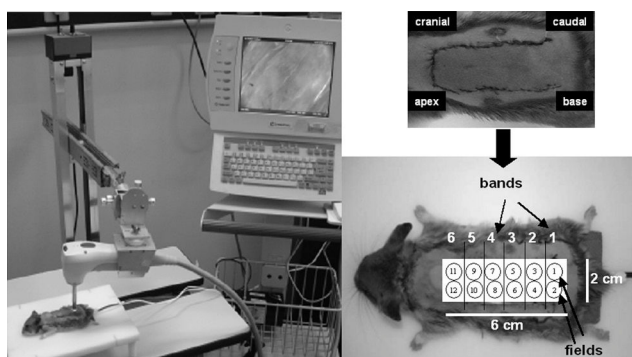 cranial caudal
apex base
bands
6 5 4 3 2 1
11 9 7 5 3 1
12 10 8 6 4 2
2 cm
6 cm
fields